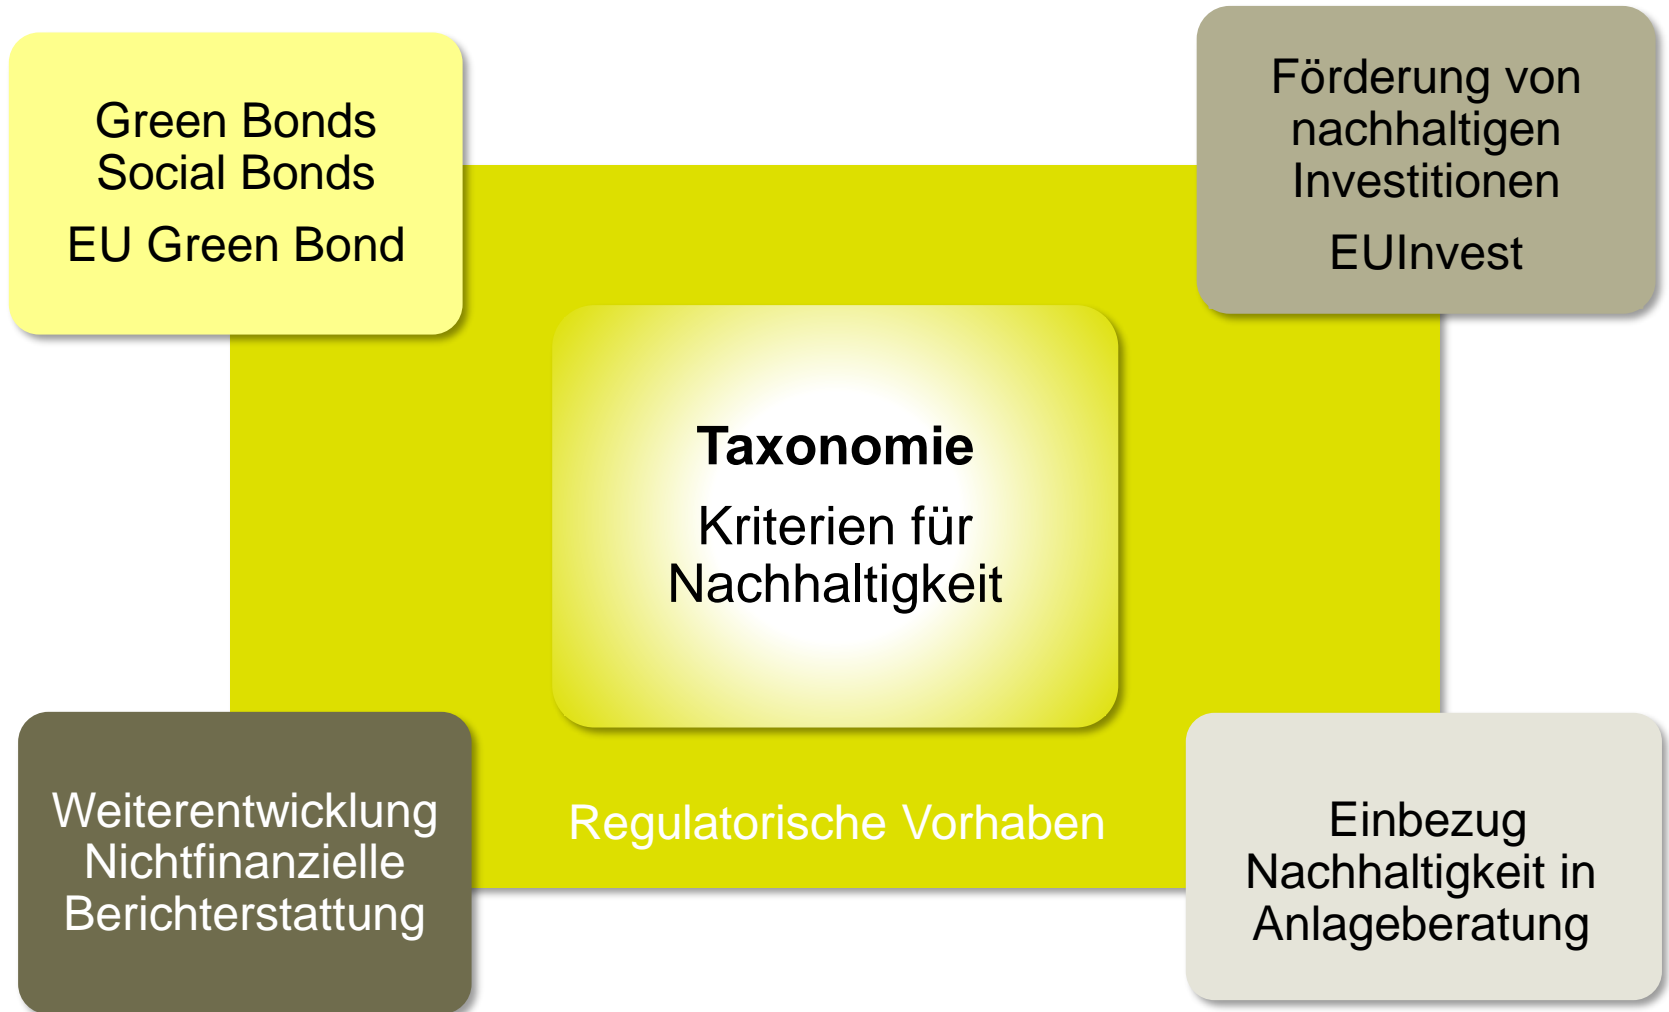 Green Bonds
Social Bonds
EU Green Bond
Förderung von
nachhaltigen
Investitionen
EUInvest
Taxonomie
Kriterien für
Nachhaltigkeit
Weiterentwicklung
Nichtfinanzielle
Berichterstattung
Regulatorische Vorhaben
Einbezug
Nachhaltigkeit in
Anlageberatung